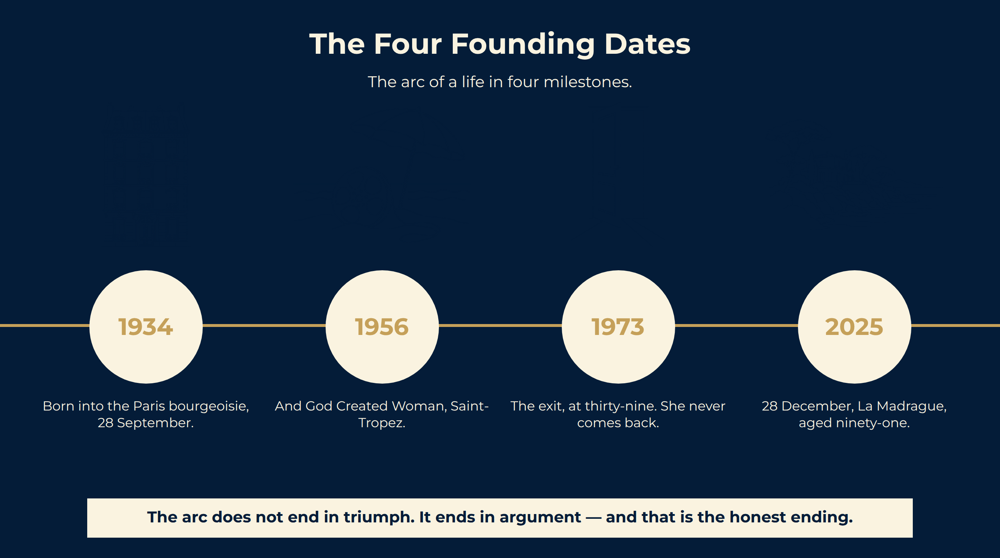 The Four Founding Dates
The arc of a life in four milestones.
1934
1956
1973
2025
Born into the Paris bourgeoisie,
28 September.
And God Created Woman, Saint-
Tropez.
The exit, at thirty-nine. She never
comes back.
28 December, La Madrague,
aged ninety-one.
The arc does not end in triumph. It ends in argument — and that is the honest ending.